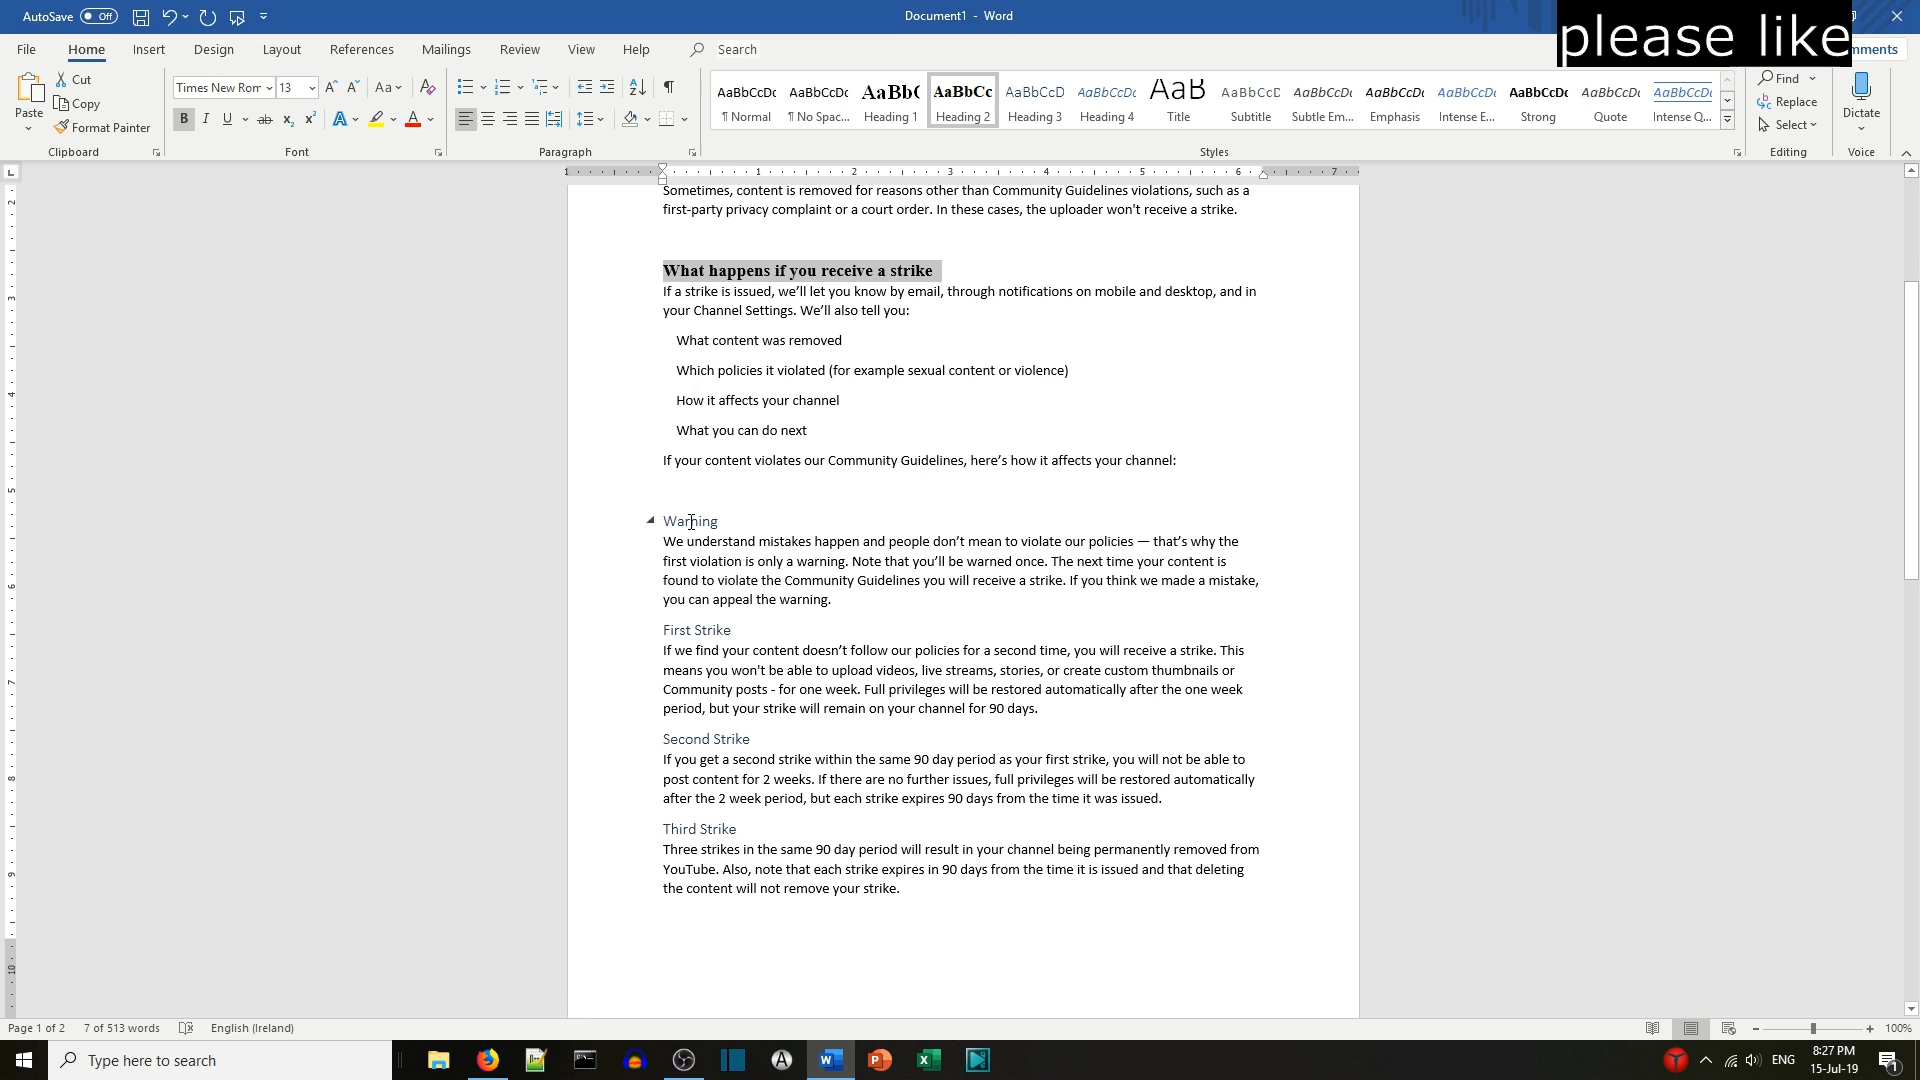 AutoSave Off
Document1 - Word
please like
File Home Insert Design Layout References Mailings Review View Help Search
Cut
Copy
Format Painter
Paste
Clipboard
Times New Ror 13
Font
Paragraph
AaBbCcDc AaBbCcDc AaBb( AaBbCc AaBbCcD AaBbCcDc AaB AaBbCcD AaBbCcDc AaBbCcDc AaBbCcDc AaBbCcDc AaBbCcDc AaBbCcDc
¶ Normal ¶ No Spac... Heading 1 Heading 2 Heading 3 Heading 4 Title Subtitle Subtle Em... Emphasis Intense E... Strong Quote Intense Q...
Styles
Find
Replace
Select
Editing
Dictate
Voice
Sometimes, content is removed for reasons other than Community Guidelines violations, such as a
first-party privacy complaint or a court order. In these cases, the uploader won't receive a strike.
What happens if you receive a strike
If a strike is issued, we’ll let you know by email, through notifications on mobile and desktop, and in
your Channel Settings. We’ll also tell you:
What content was removed
Which policies it violated (for example sexual content or violence)
How it affects your channel
What you can do next
If your content violates our Community Guidelines, here’s how it affects your channel:
Warning
We understand mistakes happen and people don’t mean to violate our policies — that’s why the
first violation is only a warning. Note that you’ll be warned once. The next time your content is
found to violate the Community Guidelines you will receive a strike. If you think we made a mistake,
you can appeal the warning.
First Strike
If we find your content doesn’t follow our policies for a second time, you will receive a strike. This
means you won't be able to upload videos, live streams, stories, or create custom thumbnails or
Community posts - for one week. Full privileges will be restored automatically after the one week
period, but your strike will remain on your channel for 90 days.
Second Strike
If you get a second strike within the same 90 day period as your first strike, you will not be able to
post content for 2 weeks. If there are no further issues, full privileges will be restored automatically
after the 2 week period, but each strike expires 90 days from the time it was issued.
Third Strike
Three strikes in the same 90 day period will result in your channel being permanently removed from
YouTube. Also, note that each strike expires in 90 days from the time it is issued and that deleting
the content will not remove your strike.
Page 1 of 2 7 of 513 words English (Ireland) 100%
Type here to search
ENG
8:27 PM
15-Jul-19